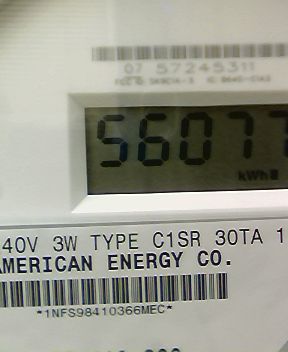 07 57245311
56077
kWh
40V 3W TYPE C1SR 30TA 1
AMERICAN ENERGY CO.
*1NFS98410366MEC*